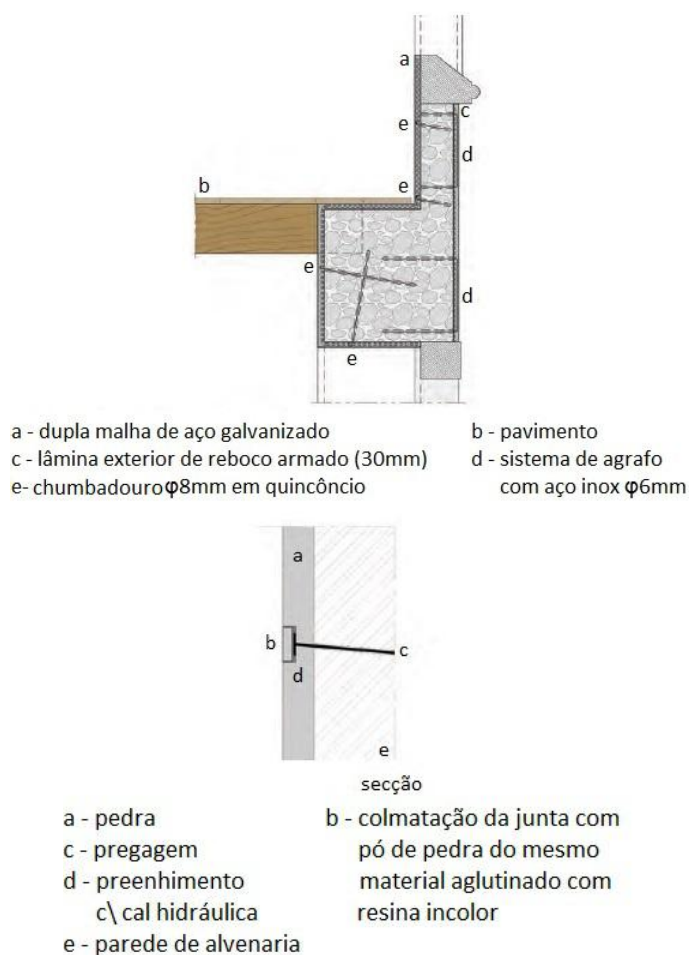 a
c
e
d
b
e
e
d
e
a - dupla malha de aço galvanizado
b - pavimento
c - lâmina exterior de reboco armado (30mm)
d - sistema de agrafo
e- chumbadouro φ8mm em quincôncio
com aço inox φ6mm
a
b
c
d
e
secção
a - pedra
b - colmatação da junta com
c - pregagem
pó de pedra do mesmo
d - preenhimento
material aglutinado com
c\ cal hidráulica
resina incolor
e - parede de alvenaria